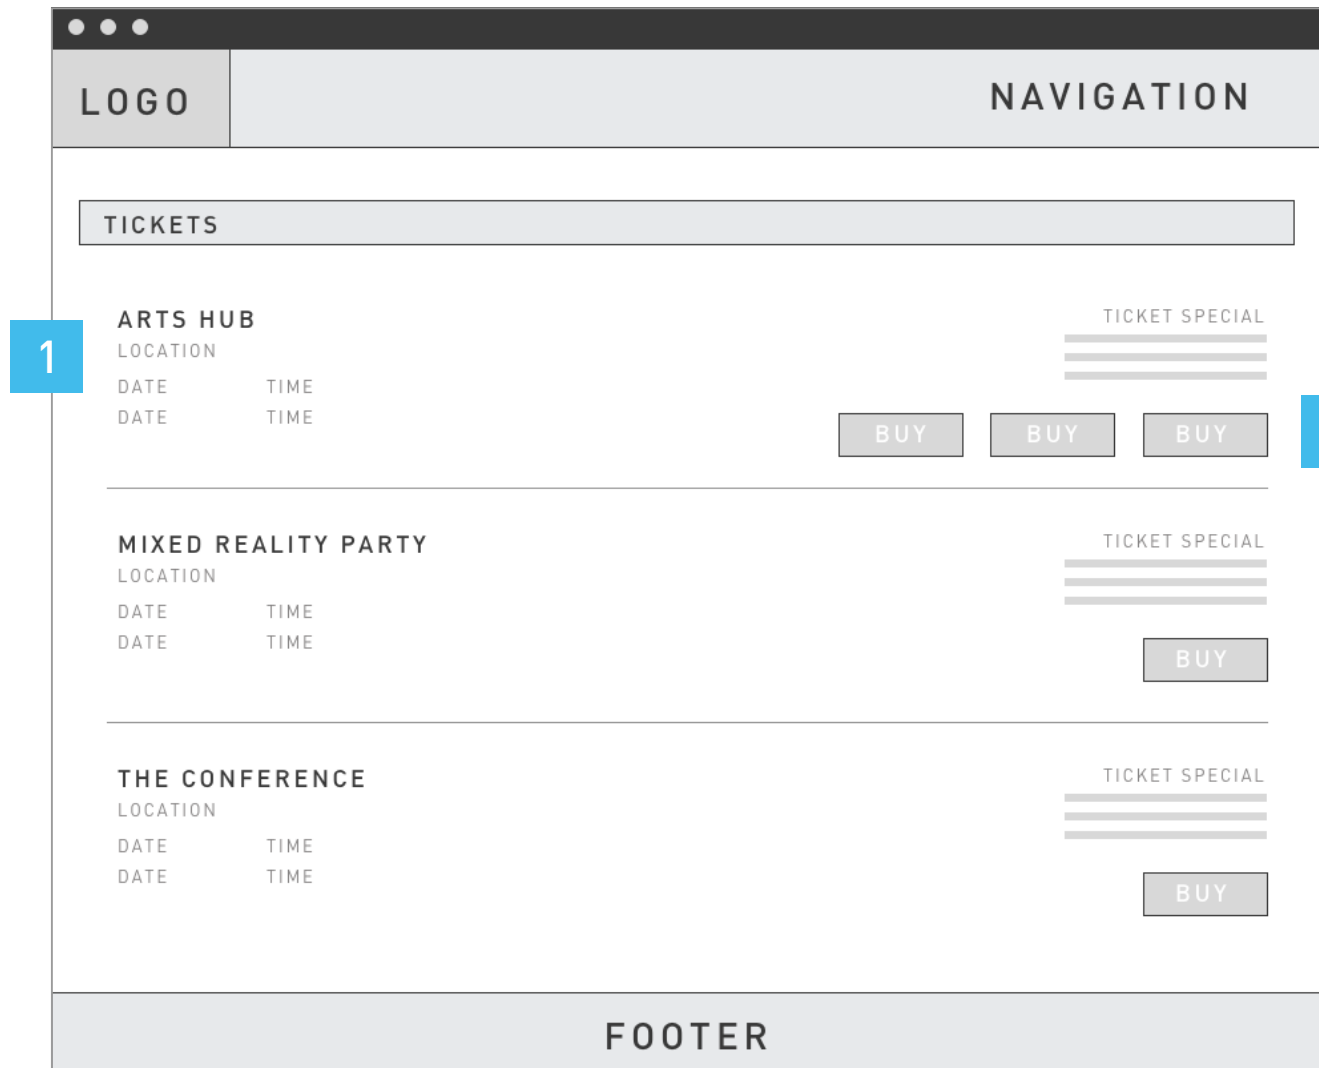 LOGO
NAVIGATION
TICKETS
1
ARTS HUB
LOCATION
DATE TIME
DATE TIME
TICKET SPECIAL
BUY BUY BUY
MIXED REALITY PARTY
LOCATION
DATE TIME
DATE TIME
TICKET SPECIAL
BUY
THE CONFERENCE
LOCATION
DATE TIME
DATE TIME
TICKET SPECIAL
BUY
FOOTER